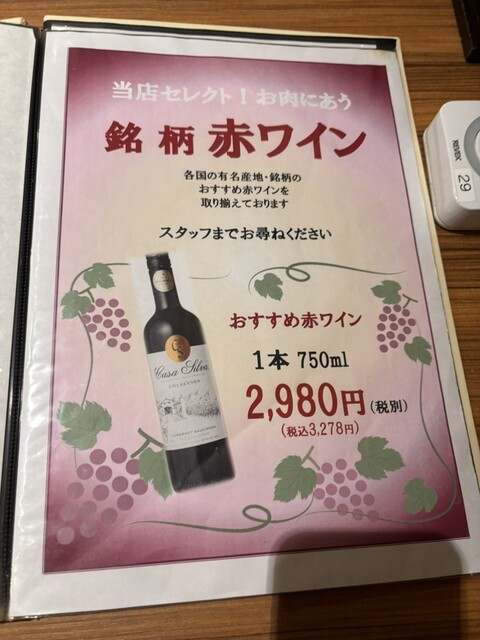 当店セレクト！お肉にあう
銘柄 赤ワイン
各国の有名産地・銘柄の
おすすめ赤ワインを
取り揃えております
スタッフまでお尋ねください
おすすめ赤ワイン
1本 750ml
2,980円(税別)
(税込3,278円)
Casa Silva
COLCHAGUA
CABERNET SAUVIGNON
REVEX
29